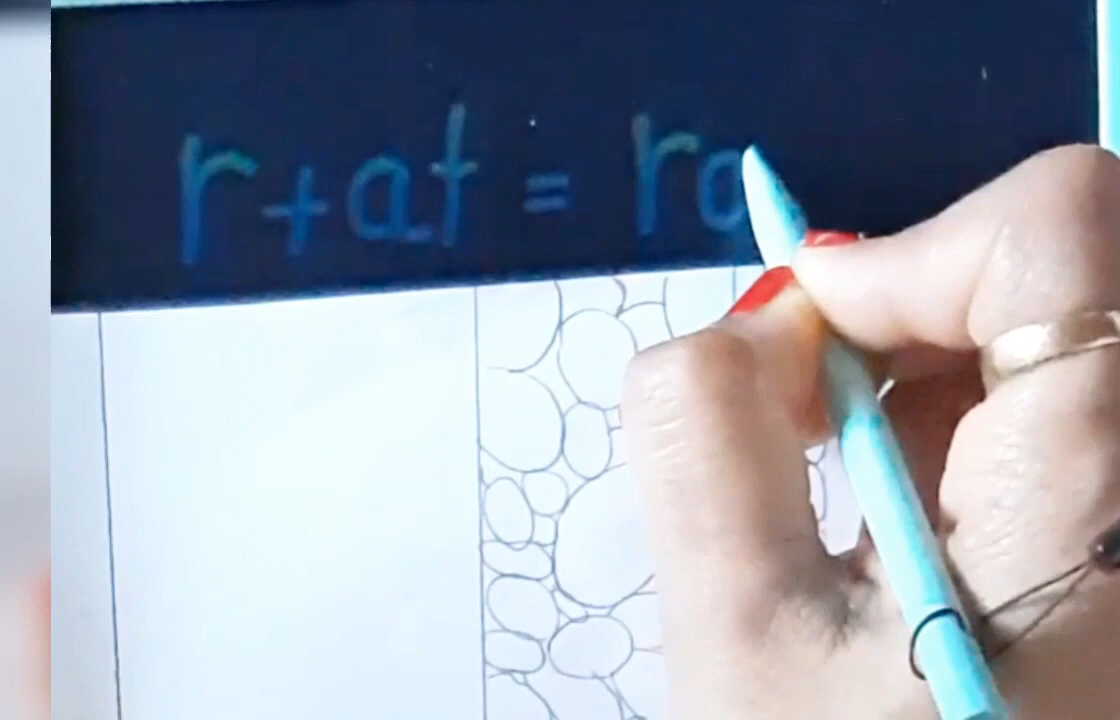 r+at = ra